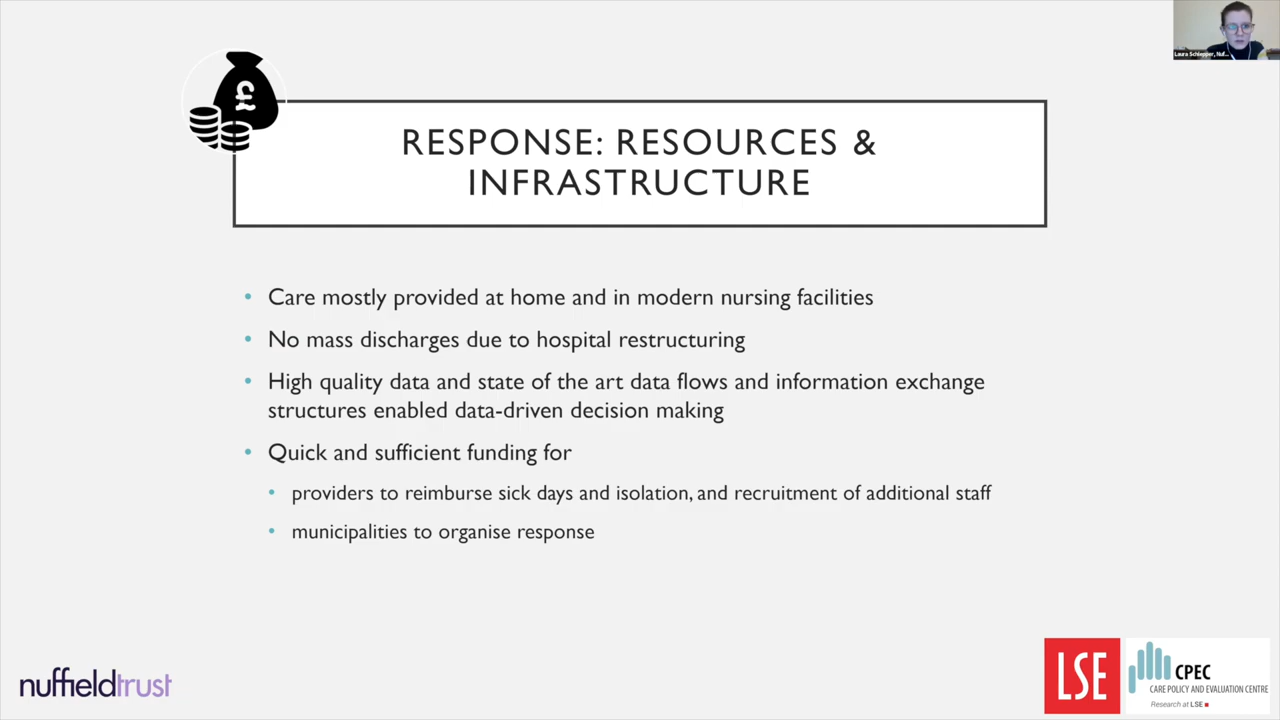 Laura Schlepper, Nuf...
£
RESPONSE: RESOURCES &
INFRASTRUCTURE
• Care mostly provided at home and in modern nursing facilities
• No mass discharges due to hospital restructuring
• High quality data and state of the art data flows and information exchange
structures enabled data-driven decision making
• Quick and sufficient funding for
• providers to reimburse sick days and isolation, and recruitment of additional staff
• municipalities to organise response
nuffieldtrust
LSE
CPEC
CARE POLICY AND EVALUATION CENTRE
Research at LSE